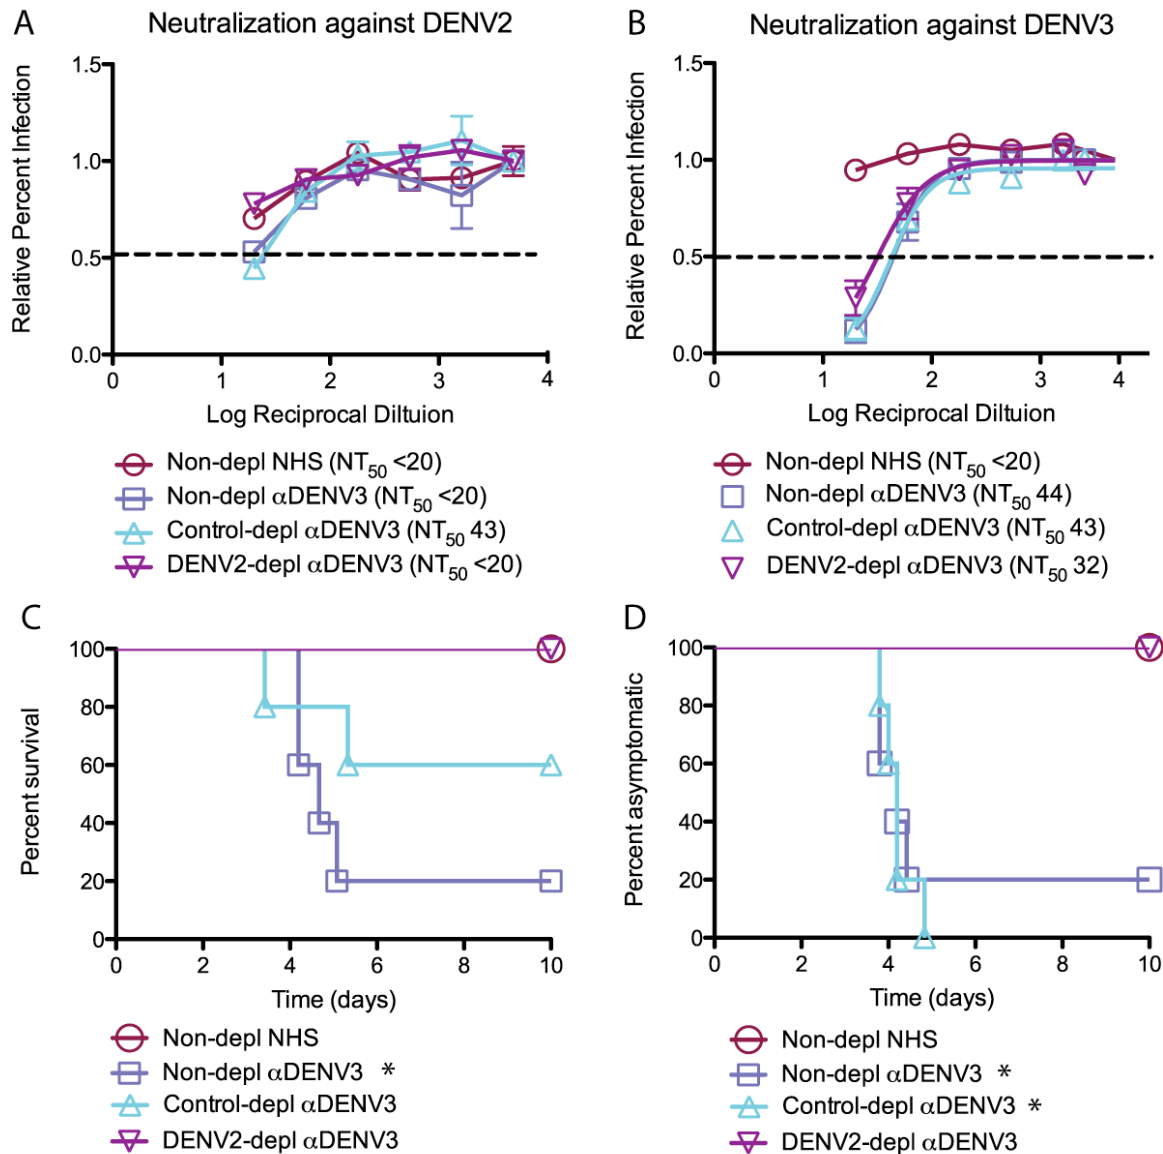 A
Neutralization against DENV2
Relative Percent Infection
1.5
1.0
0.5
0.0
0
1
2
3
4
Log Reciprocal Diltuion
Non-depl NHS (NT50 <20)
Non-depl αDENV3 (NT50 <20)
Control-depl αDENV3 (NT50 43)
DENV2-depl αDENV3 (NT50 <20)
B
Neutralization against DENV3
Relative Percent Infection
1.5
1.0
0.5
0.0
0
1
2
3
4
Log Reciprocal Diltuion
Non-depl NHS (NT50 <20)
Non-depl αDENV3 (NT50 44)
Control-depl αDENV3 (NT50 43)
DENV2-depl αDENV3 (NT50 32)
C
Percent survival
100
80
60
40
20
0
0
2
4
6
8
10
Time (days)
Non-depl NHS
Non-depl αDENV3 *
Control-depl αDENV3
DENV2-depl αDENV3
D
Percent asymptomatic
100
80
60
40
20
0
0
2
4
6
8
10
Time (days)
Non-depl NHS
Non-depl αDENV3 *
Control-depl αDENV3 *
DENV2-depl αDENV3